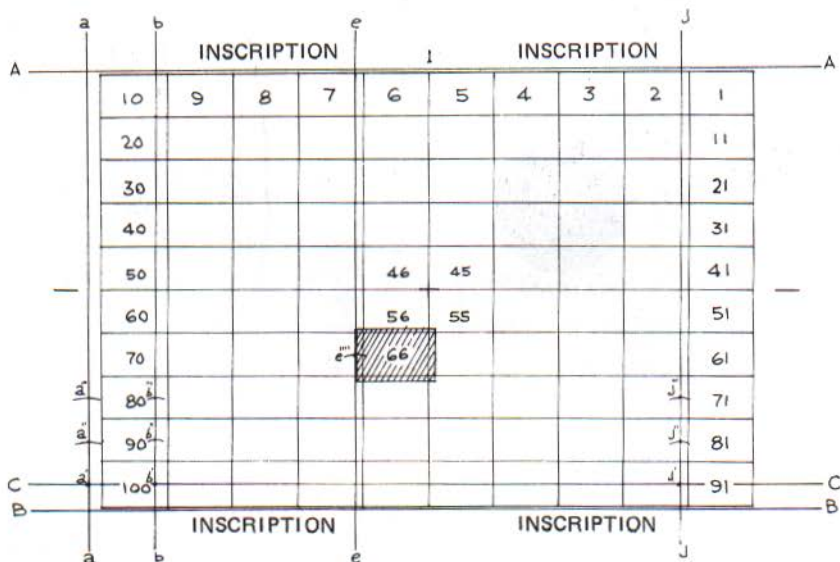 a b e J
INSCRIPTION 1 INSCRIPTION
A A
10 9 8 7 6 5 4 3 2 1
20 11
30 21
40 31
50 46 45 41
60 56 55 51
70 e"" 66 61
80 71
90 81
C 100 91 C
B B
INSCRIPTION INSCRIPTION
a b e J